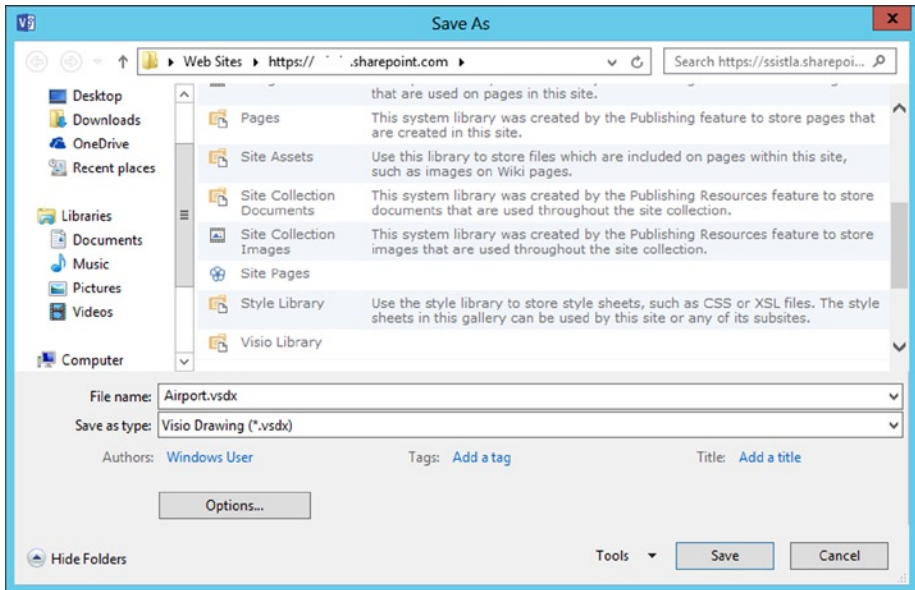 Save As
x
Web Sites
https://
.sharepoint.com
Search https://ssistla.sharepoi...
Desktop
Downloads
OneDrive
Recent places
Libraries
Documents
Music
Pictures
Videos
Computer
that are used on pages in this site.
Pages
This system library was created by the Publishing feature to store pages that
are created in this site.
Site Assets
Use this library to store files which are included on pages within this site,
such as images on Wiki pages.
Site Collection
Documents
This system library was created by the Publishing Resources feature to store
documents that are used throughout the site collection.
Site Collection
Images
This system library was created by the Publishing Resources feature to store
images that are used throughout the site collection.
Site Pages
Style Library
Use the style library to store style sheets, such as CSS or XSL files. The style
sheets in this gallery can be used by this site or any of its subsites.
Visio Library
File name: Airport.vsdx
Save as type: Visio Drawing (*.vsdx)
Authors: Windows User
Tags: Add a tag
Title: Add a title
Options...
Hide Folders
Tools
Save
Cancel